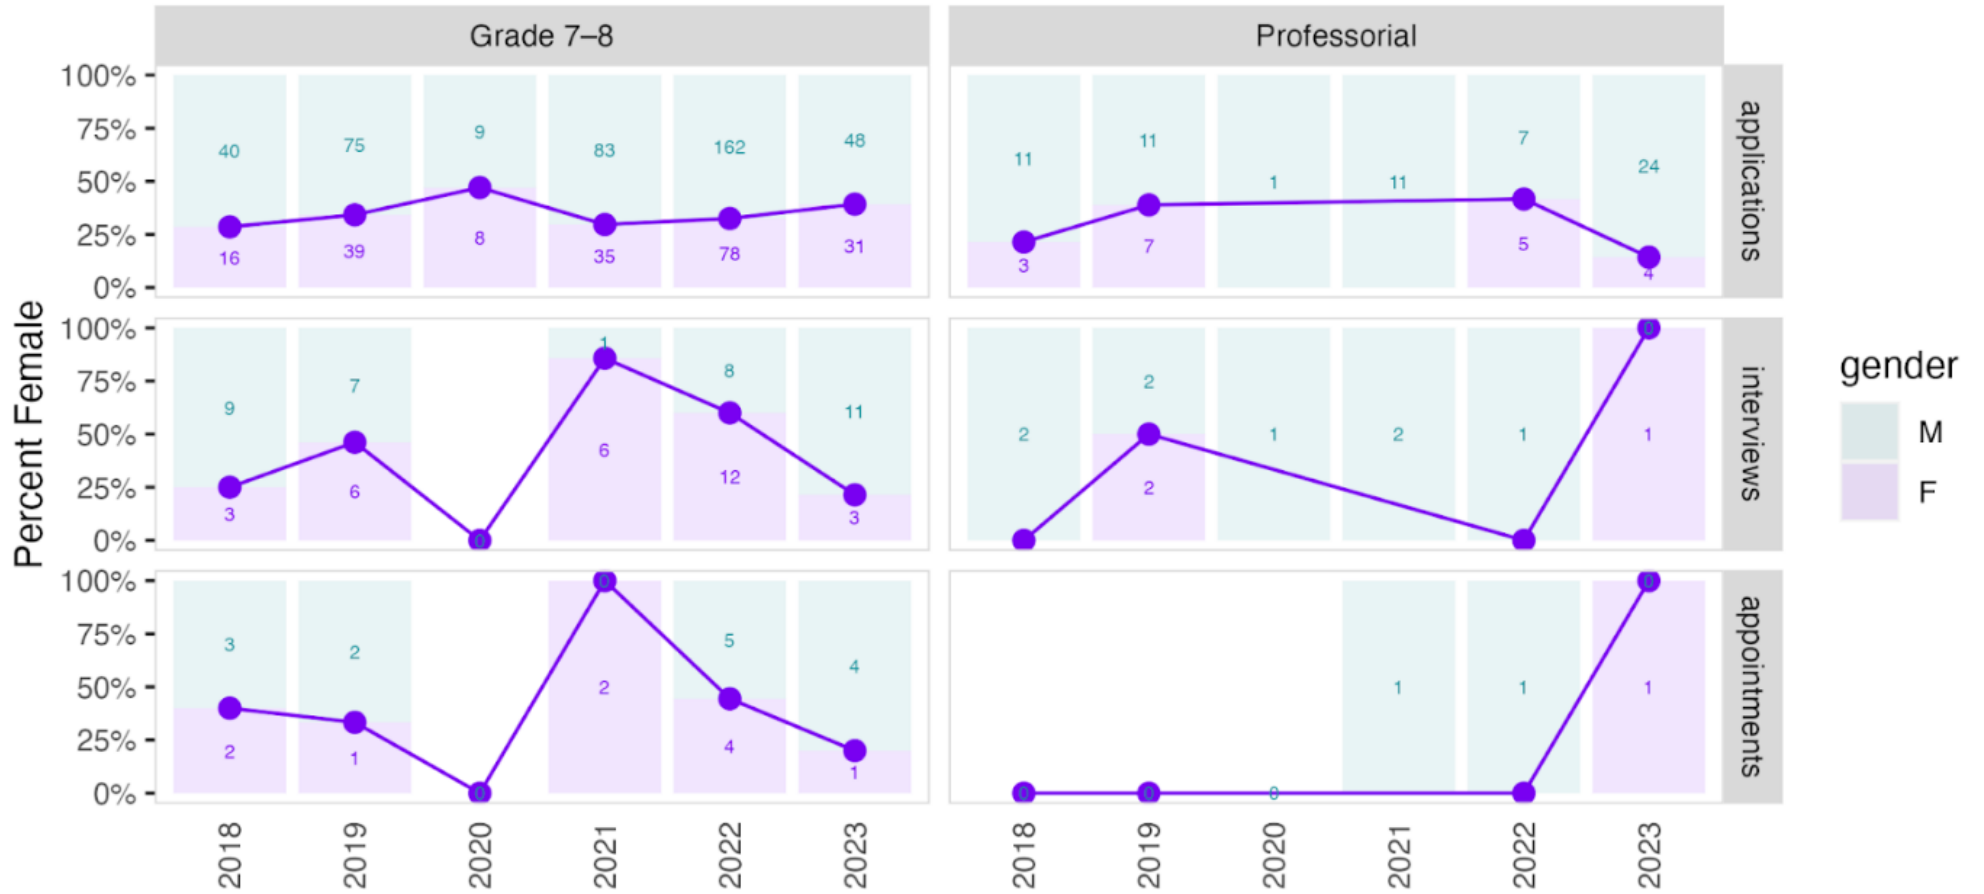 Grade 7–8 Professorial
100%
75%
50%
25%
0%
40 75 9 83 162 48
16 39 8 35 78 31
11 11 1 11 7 24
3 7 5 4
applications
100%
75%
50%
25%
0%
9 7 1 8 11
3 6 0 6 12 3
2 2 1 2 1 0
2 1
interviews
100%
75%
50%
25%
0%
3 2 0 5 4
2 1 0 2 4 1
0 0 0 1 1 0
1
appointments
Percent Female
2018 2019 2020 2021 2022 2023
2018 2019 2020 2021 2022 2023
gender
M
F